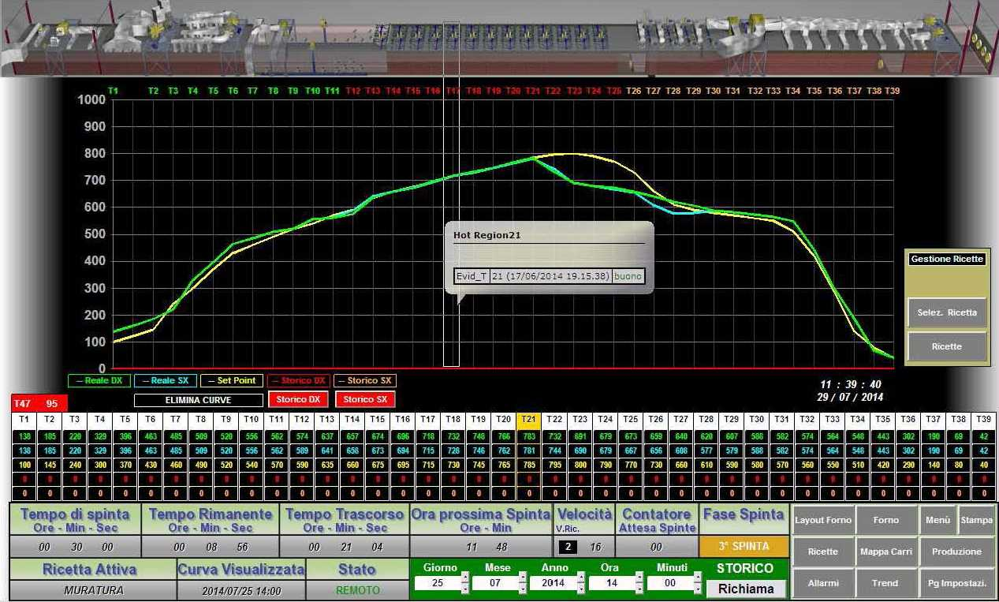 T1 T2 T3 T4 T5 T6 T7 T8 T9 T10 T11 T12 T13 T14 T15 T16 T17 T18 T19 T20 T21 T22 T23 T24 T25 T26 T27 T28 T29 T30 T31 T32 T33 T34 T35 T36 T37 T38 T39
1000
900
800
700
600
500
400
300
200
100
0
Hot Region21
Evid_T 21 (17/06/2014 19.15.38) buono
Gestione Ricette
Selez. Ricetta
Ricette
-- Reale DX -- Reale SX -- Set Point -- Storico DX -- Storico SX
ELIMINA CURVE Storico DX Storico SX
11 : 39 : 40
29 / 07 / 2014
T47 95
T1 T2 T3 T4 T5 T6 T7 T8 T9 T10 T11 T12 T13 T14 T15 T16 T17 T18 T19 T20 T21 T22 T23 T24 T25 T26 T27 T28 T29 T30 T31 T32 T33 T34 T35 T36 T37 T38 T39
138 185 220 329 396 463 485 509 520 556 562 574 637 657 674 696 718 732 748 766 783 732 691 679 673 659 640 620 607 588 582 574 564 548 443 302 190 69 42
138 185 220 329 396 463 485 509 520 556 562 589 641 658 673 694 715 728 746 762 781 744 690 679 667 656 608 577 579 588 582 574 564 548 443 302 190 69 42
100 145 240 300 370 430 460 490 520 540 570 590 635 660 675 695 715 730 745 765 785 795 800 790 770 730 660 610 590 580 570 560 550 510 420 290 140 80 40
0 0 0 0 0 0 0 0 0 0 0 0 0 0 0 0 0 0 0 0 0 0 0 0 0 0 0 0 0 0 0 0 0 0 0 0 0 0 0
0 0 0 0 0 0 0 0 0 0 0 0 0 0 0 0 0 0 0 0 0 0 0 0 0 0 0 0 0 0 0 0 0 0 0 0 0 0 0
Tempo di spinta Tempo Rimanente Tempo Trascorso Ora prossima Spinta Velocità Contatore Fase Spinta
Ore - Min - Sec Ore - Min - Sec Ore - Min - Sec Ore - Min V.Ric. Attesa Spinte
00 30 00 00 08 56 00 21 04 11 48 2 16 00 3° SPINTA
Layout Forno Forno Menù Stampa
Ricette Mappa Carri Produzione
Allarmi Trend Pg Impostazi.
Ricetta Attiva Curva Visualizzata Stato
MURATURA 2014/07/25 14:00 REMOTO
Giorno Mese Anno Ora Minuti STORICO
25 07 2014 14 00 Richiama